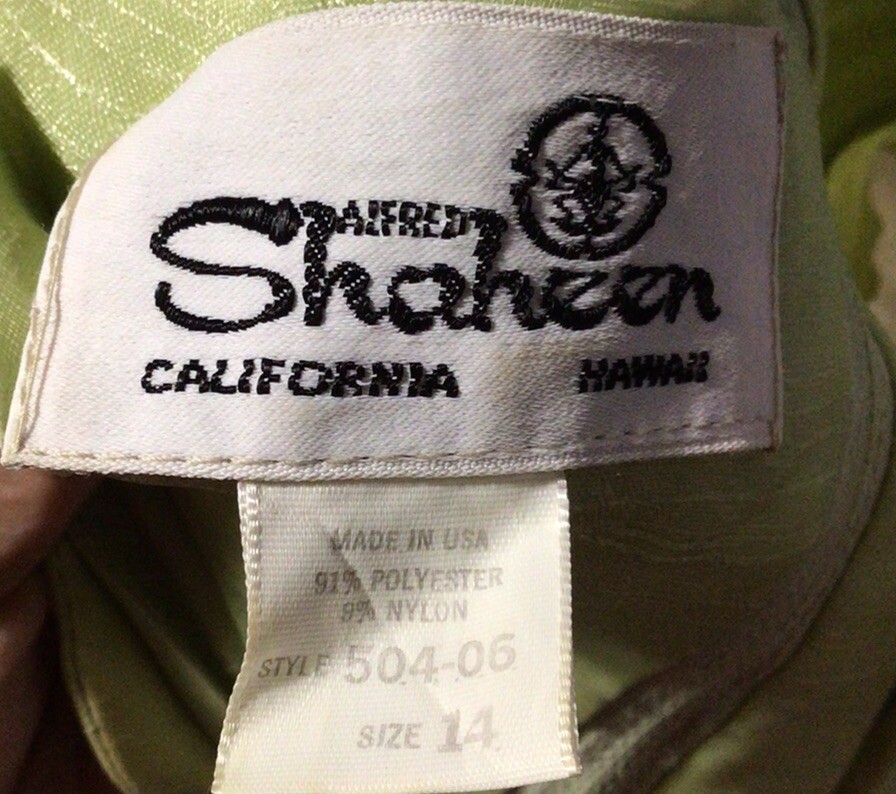 ALFRED
Shaheen
CALIFORNIA HAWAII
MADE IN USA
91% POLYESTER
9% NYLON
STYLE 504-06
SIZE 14